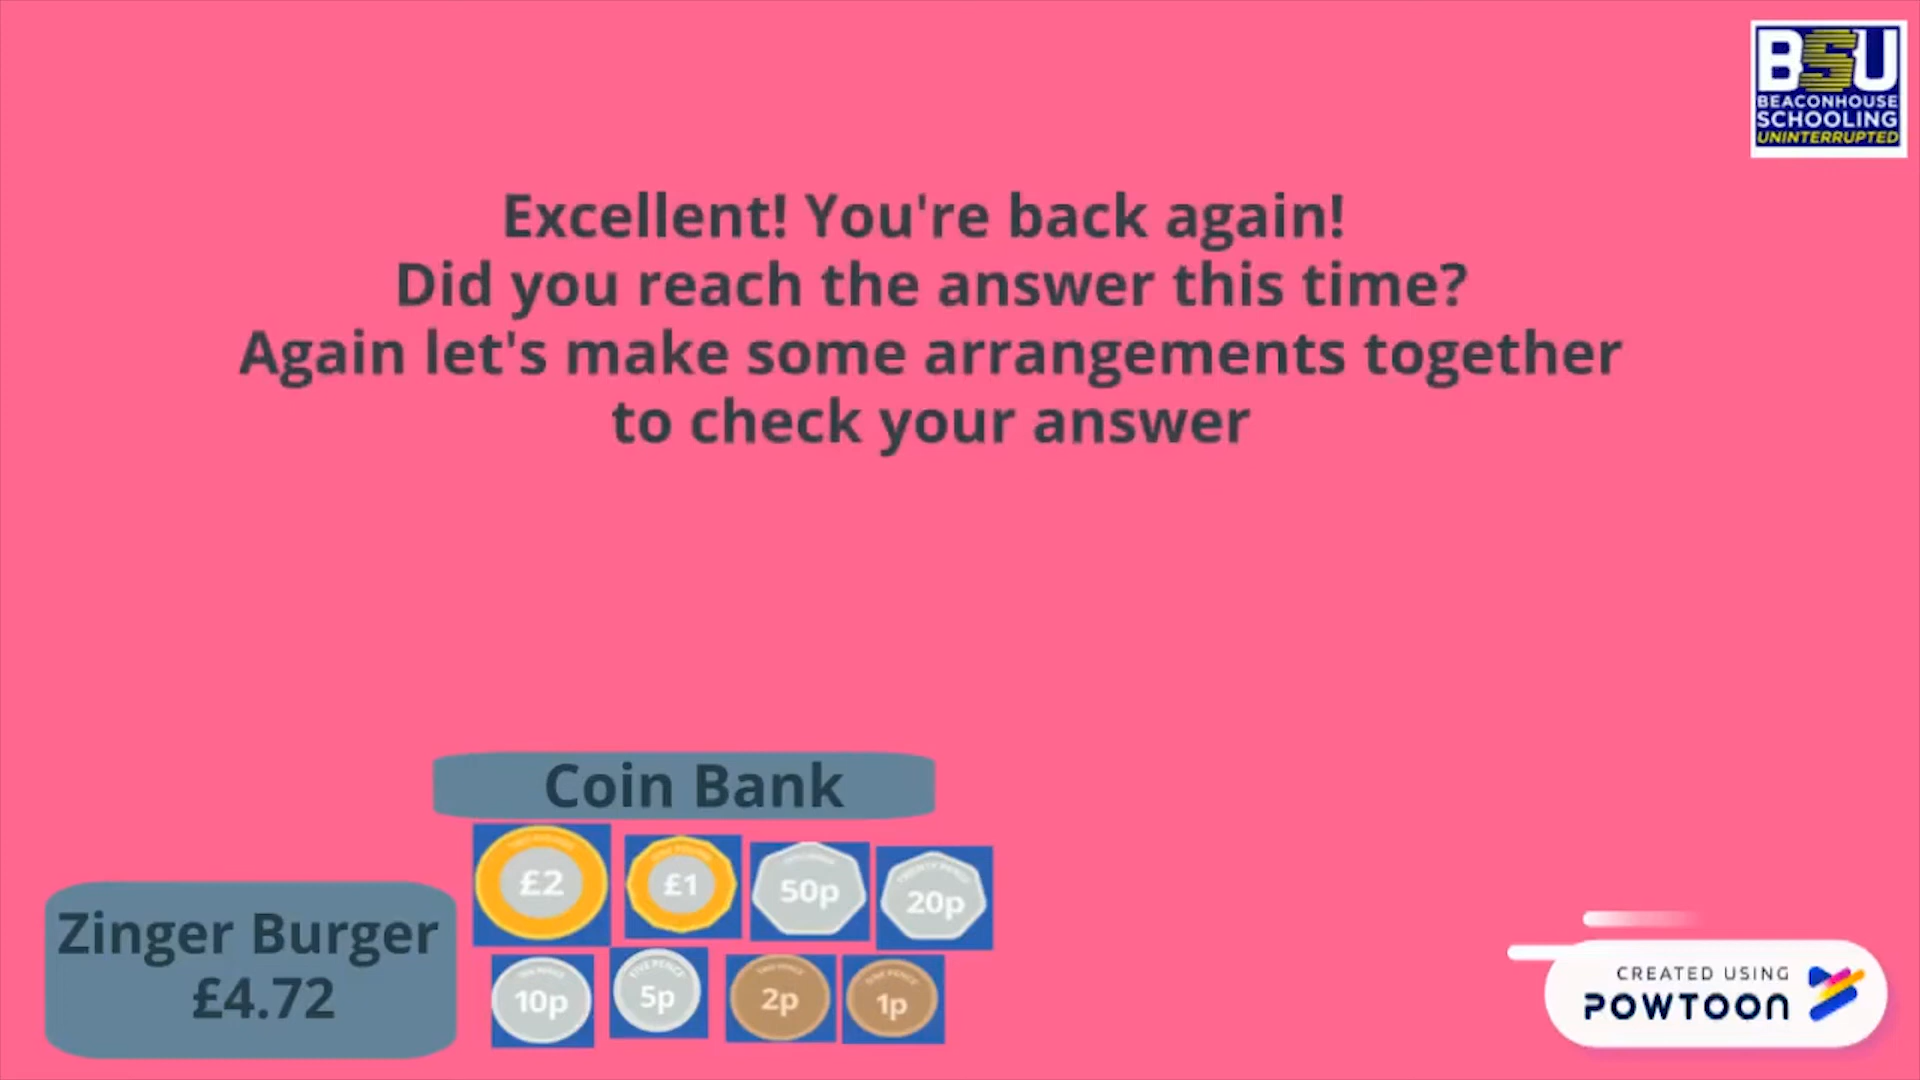 BSU
BEACONHOUSE
SCHOOLING
UNINTERRUPTED
Excellent! You're back again!
Did you reach the answer this time?
Again let's make some arrangements together
to check your answer
Coin Bank
£2
£1
50p
20p
Zinger Burger
£4.72
10p
FIVE PENCE
5p
2p
1p
CREATED USING
POWTOON